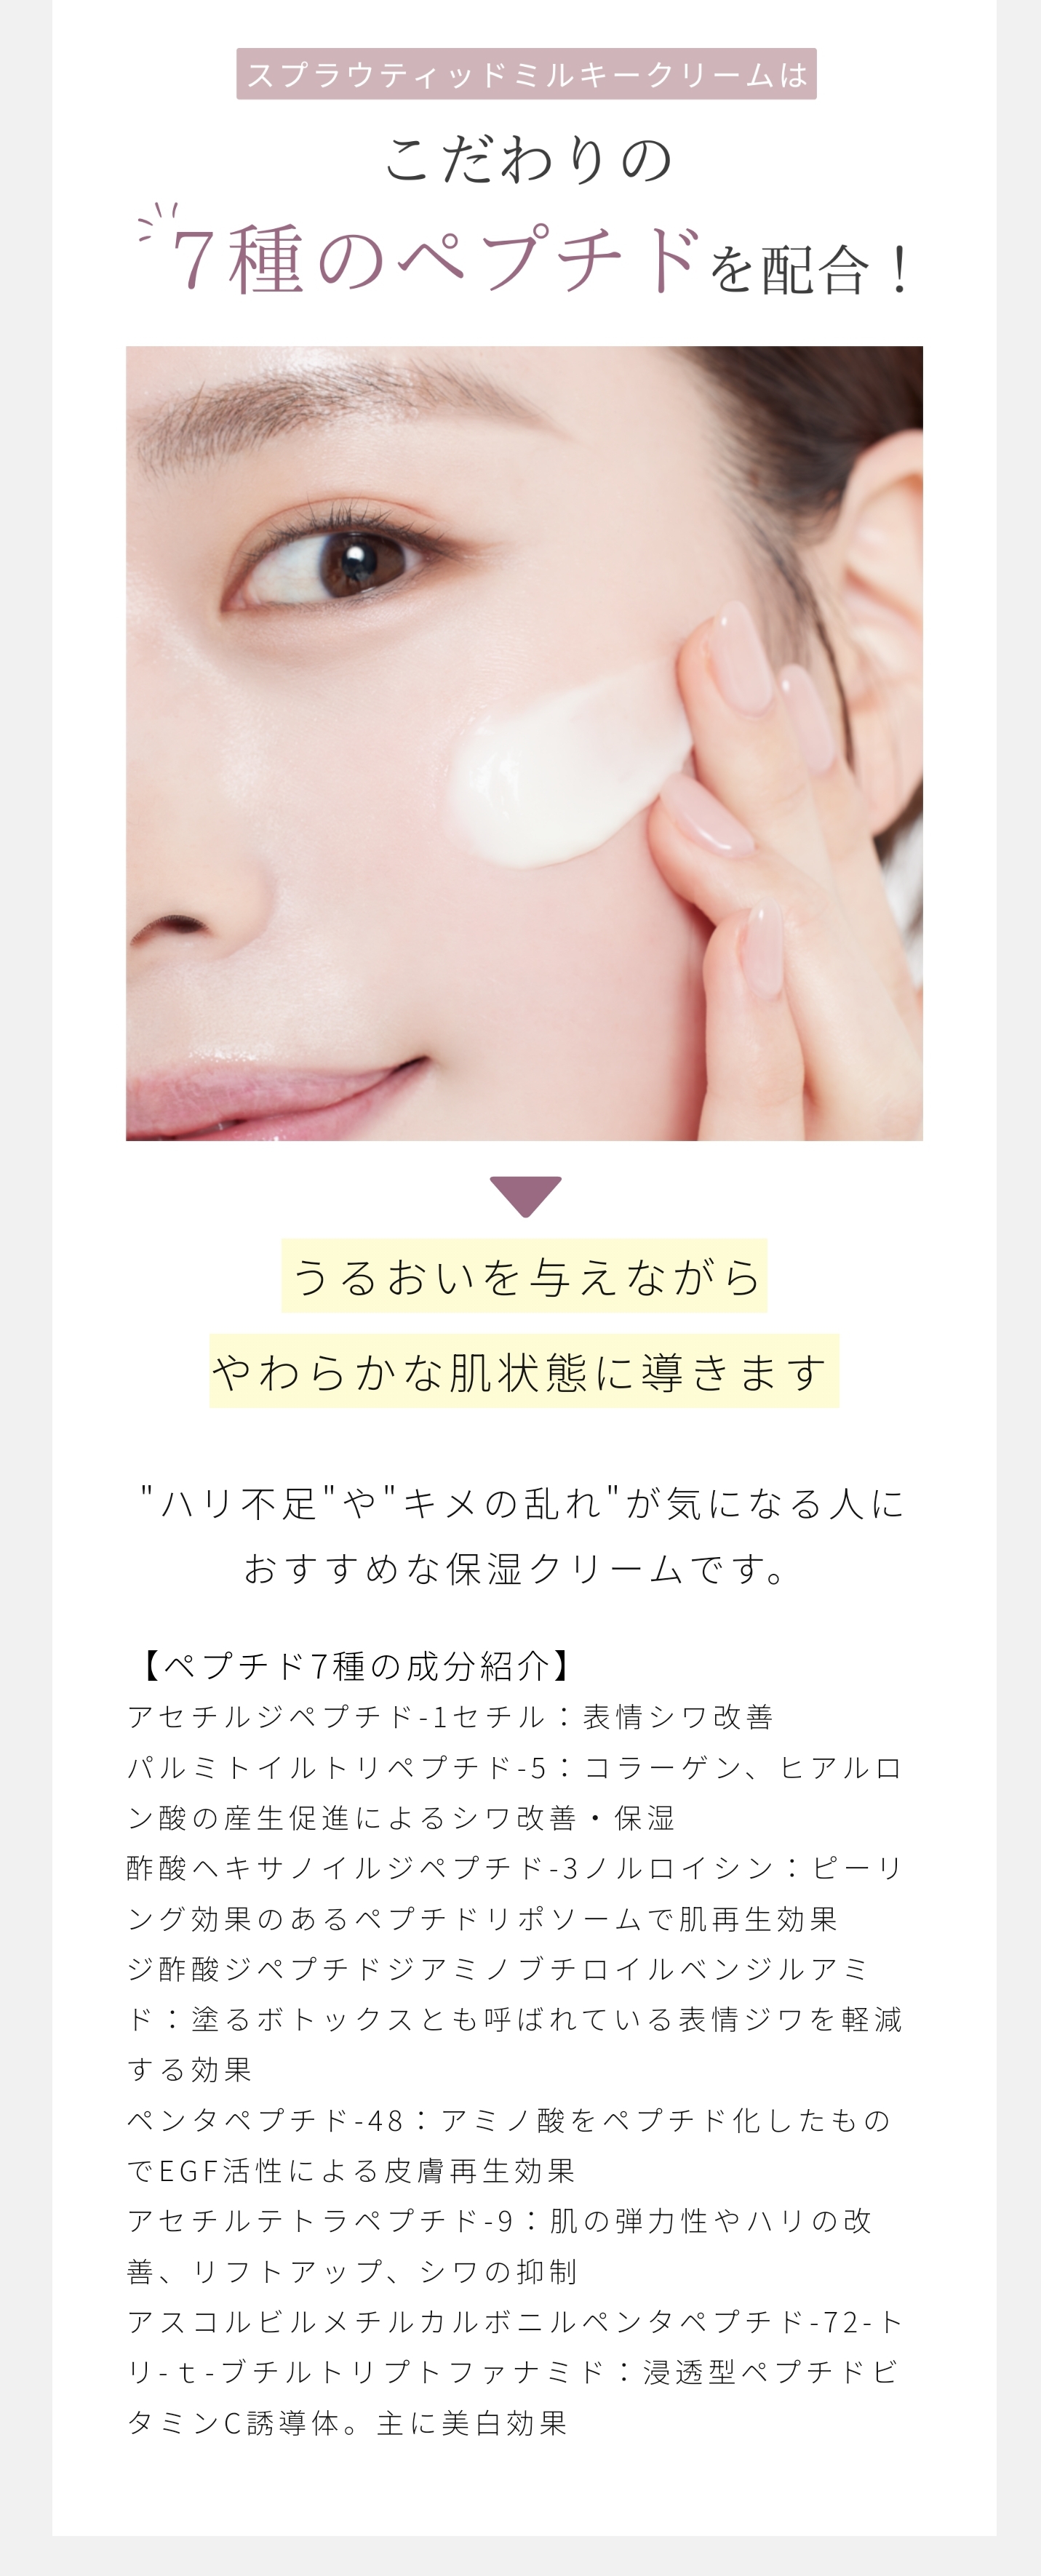 スプラウティッドミルキークリームは
こだわりの
7種のペプチドを配合！
うるおいを与えながら
やわらかな肌状態に導きます
"ハリ不足"や"キメの乱れ"が気になる人に
おすすめな保湿クリームです。
【ペプチド7種の成分紹介】
アセチルジペプチド-1セチル：表情シワ改善
パルミトイルトリペプチド-5：コラーゲン、ヒアルロ
ン酸の産生促進によるシワ改善・保湿
酢酸ヘキサノイルジペプチド-3ノルロイシン：ピーリ
ング効果のあるペプチドリポソームで肌再生効果
ジ酢酸ジペプチドジアミノブチロイルベンジルアミ
ド：塗るボトックスとも呼ばれている表情ジワを軽減
する効果
ペンタペプチド-48：アミノ酸をペプチド化したもの
でEGF活性による皮膚再生効果
アセチルテトラペプチド-9：肌の弾力性やハリの改
善、リフトアップ、シワの抑制
アスコルビルメチルカルボニルペンタペプチド-72-ト
リ-ｔ-ブチルトリプトファナミド：浸透型ペプチドビ
タミンC誘導体。主に美白効果